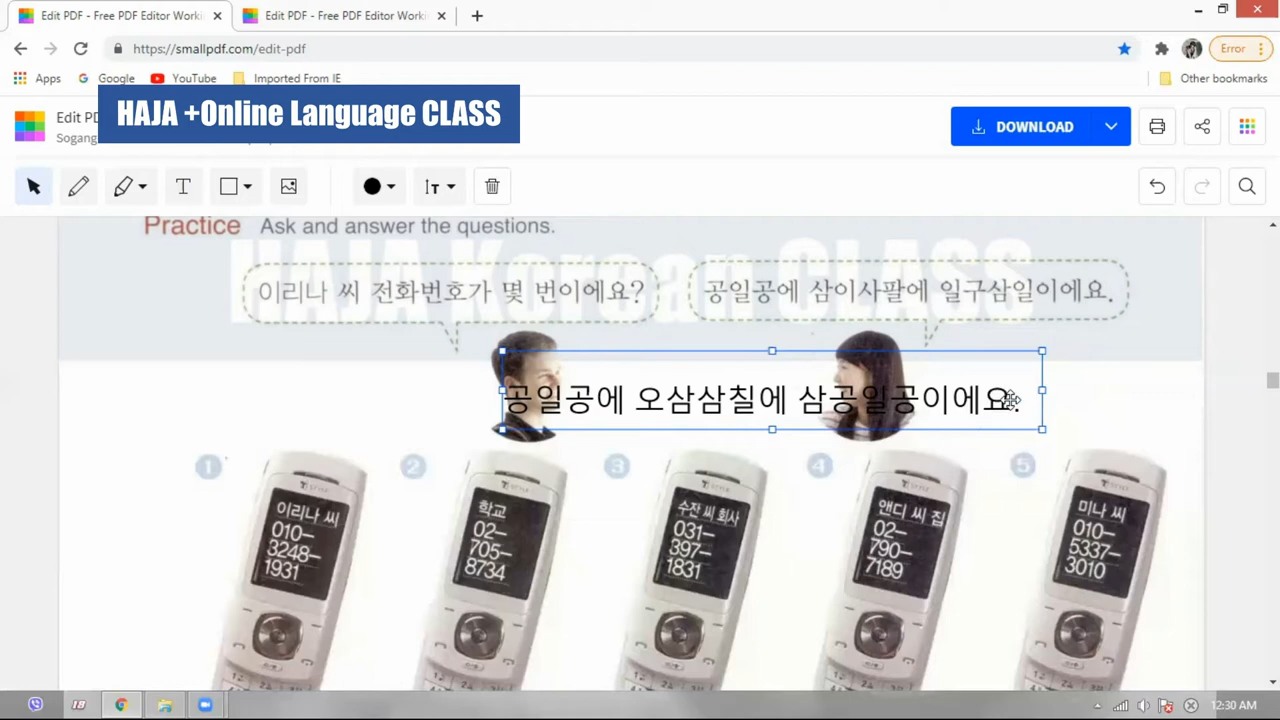 Edit PDF - Free PDF Editor Worki
Edit PDF - Free PDF Editor Worki
https://smallpdf.com/edit-pdf
Error
Apps
Google
YouTube
Imported From IE
Other bookmarks
HAJA +Online Language CLASS
Edit PD
Sogang
DOWNLOAD
Practice Ask and answer the questions.
HAJA Korean CLASS
이리나 씨 전화번호가 몇 번이에요?
공일공에 삼이사팔에 일구삼일이에요.
공일공에 오삼삼칠에 삼공일공이에요.
1
이리나 씨
010–
3248–
1931
2
학교
02–
705–
8734
3
수잔 씨 회사
031–
397–
1831
4
앤디 씨 집
02–
790–
7189
5
미나 씨
010–
5337–
3010
12:30 AM